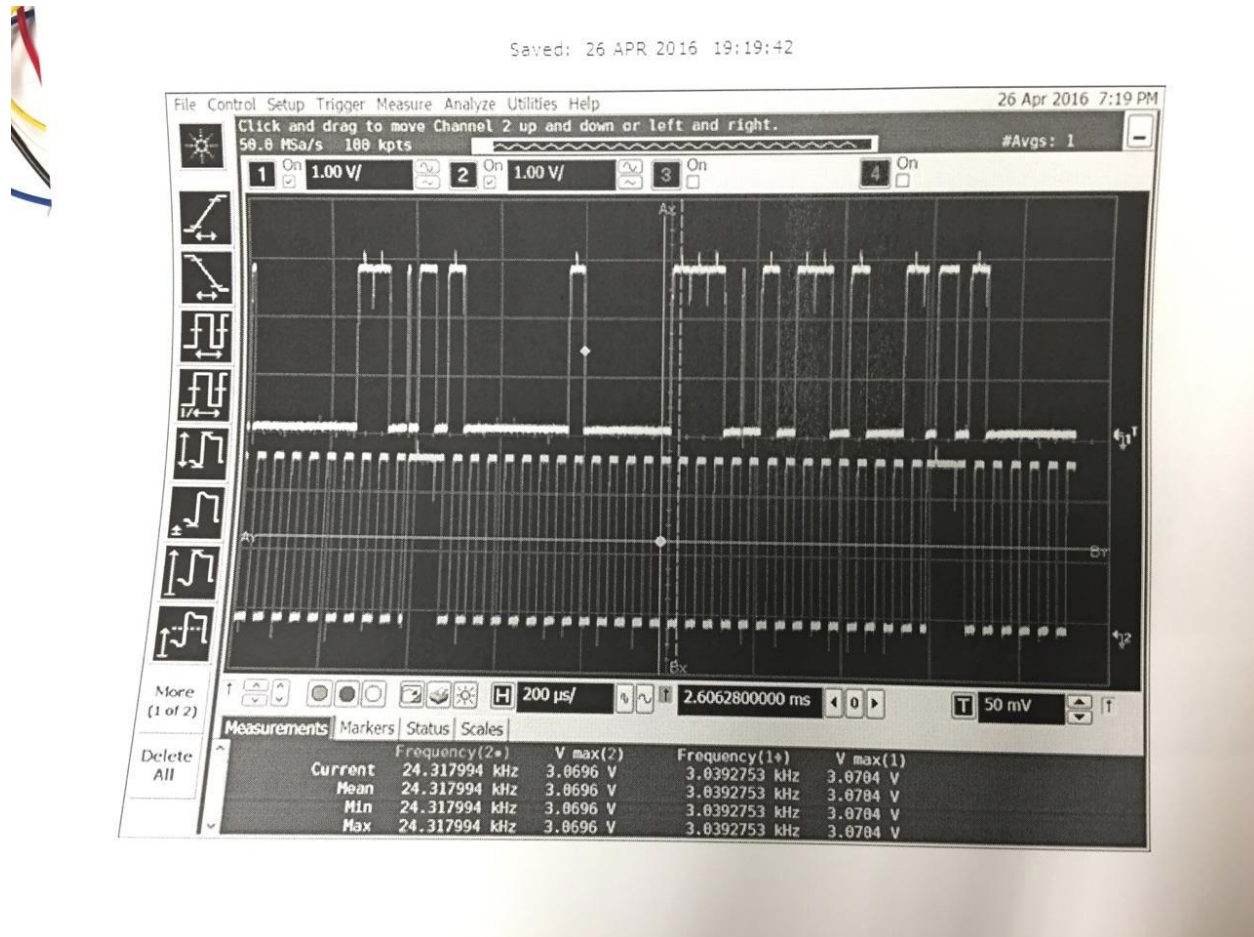 Saved: 26 APR 2016 19:19:42
File Control Setup Trigger Measure Analyze Utilities Help 26 Apr 2016 7:19 PM
Click and drag to move Channel 2 up and down or left and right.
50.0 MSa/s 100 kpts #Avgs: 1
1 On 1.00 V/ 2 On 1.00 V/ 3 On 4 On
Ax
1 T
AY BY
2
Bx
1/
More
(1 of 2)
Delete
All
H 200 µs/ 2.6062800000 ms 0 T 50 mV
Measurements Markers Status Scales
Frequency(2) V max(2) Frequency(1) V max(1)
Current 24.317994 kHz 3.0696 V 3.0392753 kHz 3.0704 V
Mean 24.317994 kHz 3.0696 V 3.0392753 kHz 3.0704 V
Min 24.317994 kHz 3.0696 V 3.0392753 kHz 3.0704 V
Max 24.317994 kHz 3.0696 V 3.0392753 kHz 3.0704 V